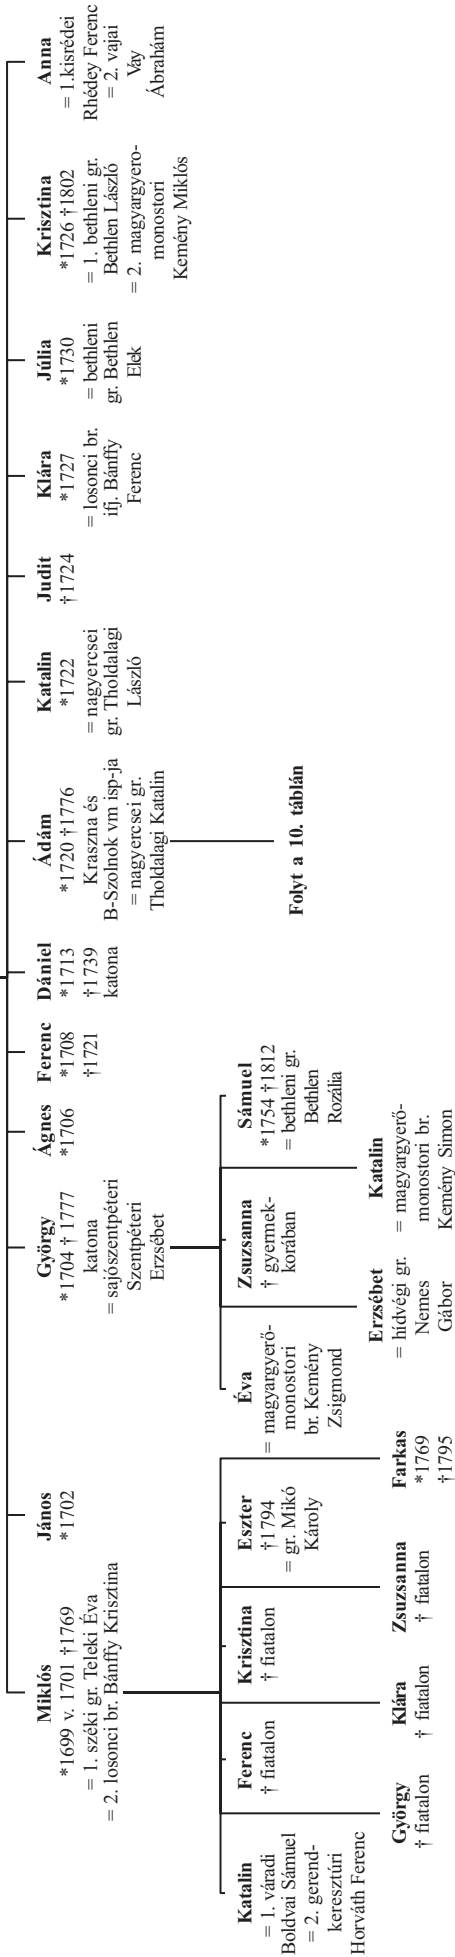 Miklós
*1699 v. 1701 †1769
= 1. széki gr. Teleki Éva
= 2. losonci br. Bánffy Krisztina
János
*1702
György
*1704 † 1777
katona
= sajószentpéteri
Szentpéteri
Erzsébet
Ágnes
*1706
Ferenc
*1708
†1721
Dániel
*1713
†1739
katona
Ádám
*1720 †1776
Kraszna és
B-Szolnok vm isp-ja
= nagyercsei gr.
Tholdalagi Katalin
Katalin
*1722
= nagyercsei
gr. Tholdalagi
László
Judit
†1724
Klára
*1727
= losonci br.
ifj. Bánffy
Ferenc
Júlia
*1730
= bethleni
gr. Bethlen
Elek
Krisztina
*1726 †1802
= 1. bethleni gr.
Bethlen László
= 2. magyargyero-
monostori
Kemény Miklós
Anna
= 1.kisrédei
Rhédey Ferenc
= 2. vajai
Vay
Ábrahám
Folyt a 10. táblán
Katalin
= 1. váradi
Boldvai Sámuel
= 2. gerend-
keresztúri
Horváth Ferenc
Ferenc
† fiatalon
Krisztina
† fiatalon
Eszter
†1794
= gr. Mikó
Károly
Éva
= magyargyerő-
monostori
br. Kemény
Zsigmond
Zsuzsanna
† gyermek-
korában
Sámuel
*1754 †1812
= bethleni gr.
Bethlen
Rozália
György
† fiatalon
Klára
† fiatalon
Zsuzsanna
† fiatalon
Farkas
*1769
†1795
Erzsébet
= hídvégi gr.
Nemes
Gábor
Katalin
= magyargyerő-
monostori br.
Kemény Simon